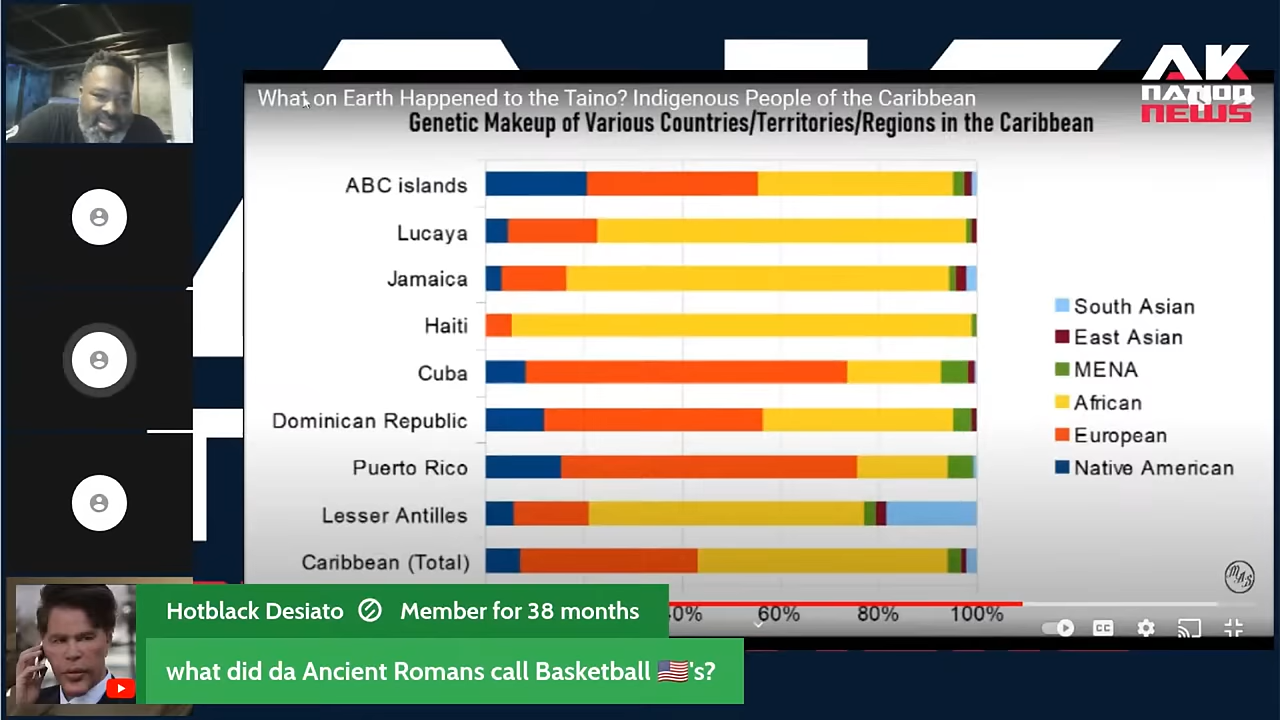 AK
NATION
NEWS
What on Earth Happened to the Taino? Indigenous People of the Caribbean
Genetic Makeup of Various Countries/Territories/Regions in the Caribbean
ABC islands
Lucaya
Jamaica
Haiti
Cuba
Dominican Republic
Puerto Rico
Lesser Antilles
Caribbean (Total)
South Asian
East Asian
MENA
African
European
Native American
60%
80%
100%
CC
Hotblack Desiato Member for 38 months
what did da Ancient Romans call Basketball 🇺🇸's?